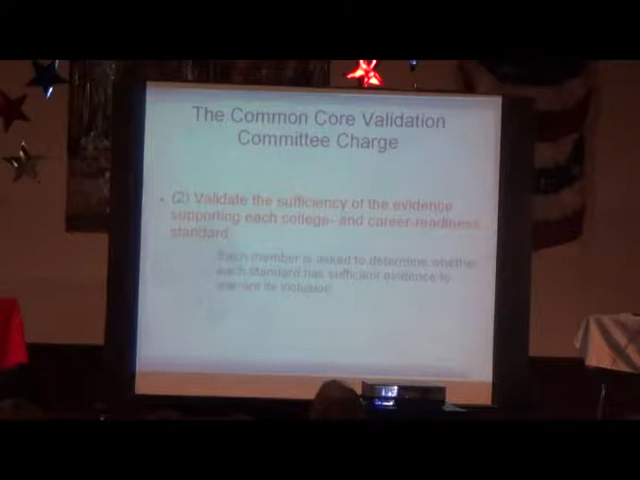 The Common Core Validation
Committee Charge
• (2) Validate the sufficiency of the evidence
supporting each college- and career-readiness
standard
Each member is asked to determine whether
each standard has sufficient evidence to
warrant its inclusion.